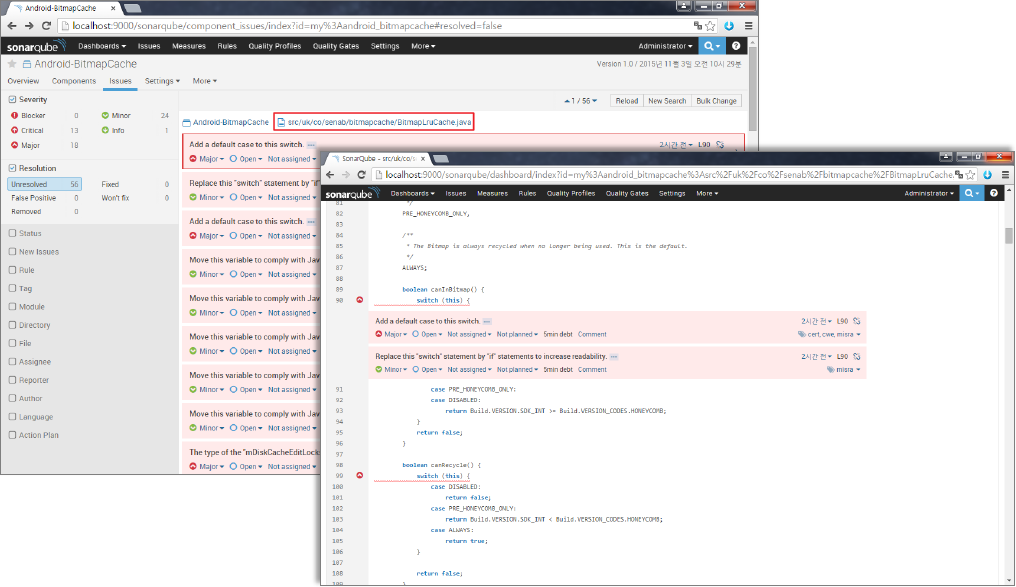 Android-BitmapCache
localhost:9000/sonarqube/component_issues/index?id=my%3Aandroid_bitmapcache#resolved=false
sonarqube Dashboards Issues Measures Rules Quality Profiles Quality Gates Settings More Administrator
Android-BitmapCache
Version 1.0 / 2015년 11월 3일 오전 10시 29분
Overview Components Issues Settings More
Severity
Blocker 0 Minor 24
Critical 13 Info 1
Major 18
Resolution
Unresolved 56 Fixed 0
False Positive 0 Won't fix 0
Removed 0
Status
New Issues
Rule
Tag
Module
Directory
File
Assignee
Reporter
Author
Language
Action Plan
1 / 56 Reload New Search Bulk Change
Android-BitmapCache src/uk/co/senab/bitmapcache/BitmapLruCache.java
Add a default case to this switch.
2시간 전 L90
Major Open Not assigned
Replace this "switch" statement by "if"
Minor Open Not assigned
Add a default case to this switch.
Major Open Not assigned
Move this variable to comply with Jav
Minor Open Not assigned
Move this variable to comply with Jav
Minor Open Not assigned
Move this variable to comply with Jav
Minor Open Not assigned
Move this variable to comply with Jav
Minor Open Not assigned
Move this variable to comply with Jav
Minor Open Not assigned
The type of the "mDiskCacheEditLock
Major Open Not assigned
SonarQube - src/uk/co/s
localhost:9000/sonarqube/dashboard/index?id=my%3Aandroid_bitmapcache%3Asrc%2Fuk%2Fco%2Fsenab%2Fbitmapcache%2FBitmapLruCache.
sonarqube Dashboards Issues Measures Rules Quality Profiles Quality Gates Settings More Administrator
81 */
82 PRE_HONEYCOMB_ONLY,
83
84 /**
85 * The Bitmap is always recycled when no longer being used. This is the default.
86 */
87 ALWAYS;
88
89 boolean canInBitmap() {
90 switch (this) {
Add a default case to this switch.
2시간 전 L90
Major Open Not assigned Not planned 5min debt Comment
cert, cwe, misra
Replace this "switch" statement by "if" statements to increase readability.
2시간 전 L90
Minor Open Not assigned Not planned 5min debt Comment
misra
91 case PRE_HONEYCOMB_ONLY:
92 case DISABLED:
93 return Build.VERSION.SDK_INT >= Build.VERSION_CODES.HONEYCOMB;
94 }
95 return false;
96 }
97
98 boolean canRecycle() {
99 switch (this) {
100 case DISABLED:
101 return false;
102 case PRE_HONEYCOMB_ONLY:
103 return Build.VERSION.SDK_INT < Build.VERSION_CODES.HONEYCOMB;
104 case ALWAYS:
105 return true;
106 }
107
108 return false;
109 }